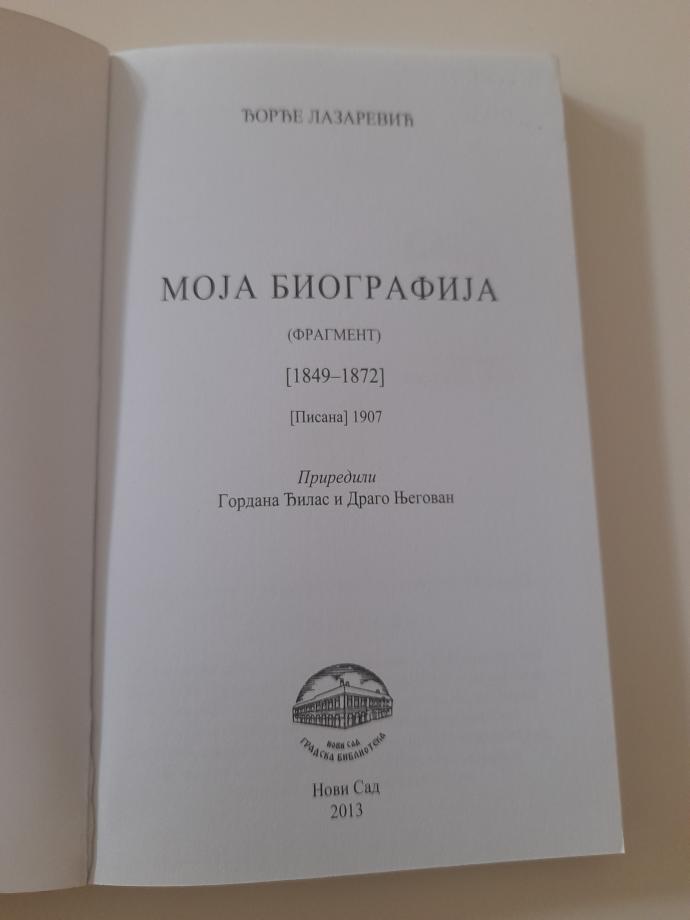 ЂОРЂЕ ЛАЗАРЕВИЋ
МОЈА БИОГРАФИЈА
(ФРАГМЕНТ)
[1849–1872]
[Писана] 1907
Приредили
Гордана Ђилас и Драго Његован
НОВИ САД
ГРАДСКА БИБЛИОТЕКА
Нови Сад
2013